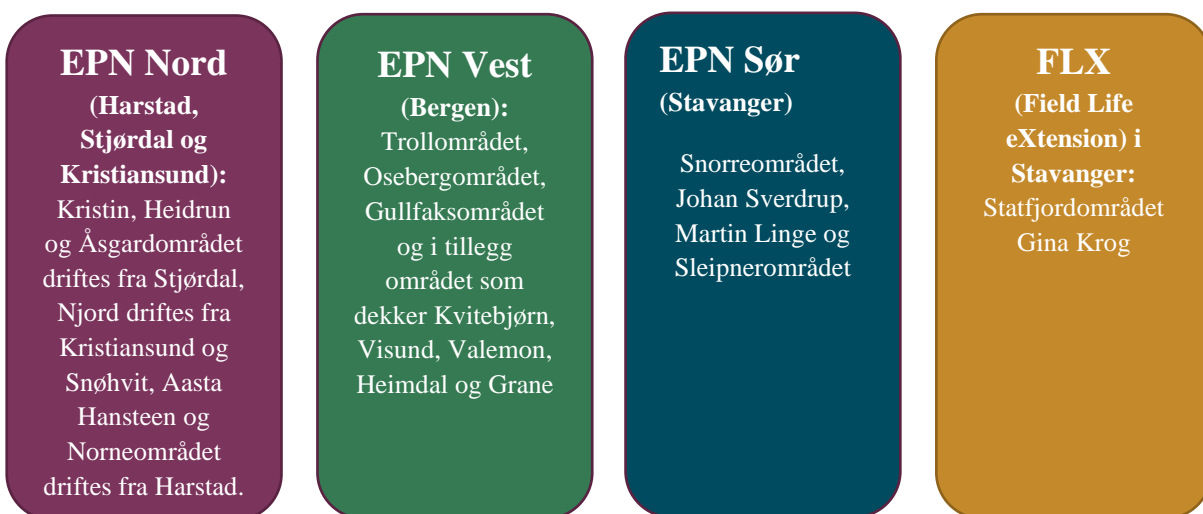 EPN Nord
(Harstad,
Stjørdal og
Kristiansund):
Kristin, Heidrun
og Åsgardområdet
driftes fra Stjørdal,
Njord driftes fra
Kristiansund og
Snøhvit, Aasta
Hansteen og
Norneområdet
driftes fra Harstad.
EPN Vest
(Bergen):
Trollområdet,
Osebergområdet,
Gullfaksområdet
og i tillegg
området som
dekker Kvitebjørn,
Visund, Valemon,
Heimdal og Grane
EPN Sør
(Stavanger)
Snorreområdet,
Johan Sverdrup,
Martin Linge og
Sleipnerområdet
FLX
(Field Life
eXtension) i
Stavanger:
Statfjordområdet
Gina Krog